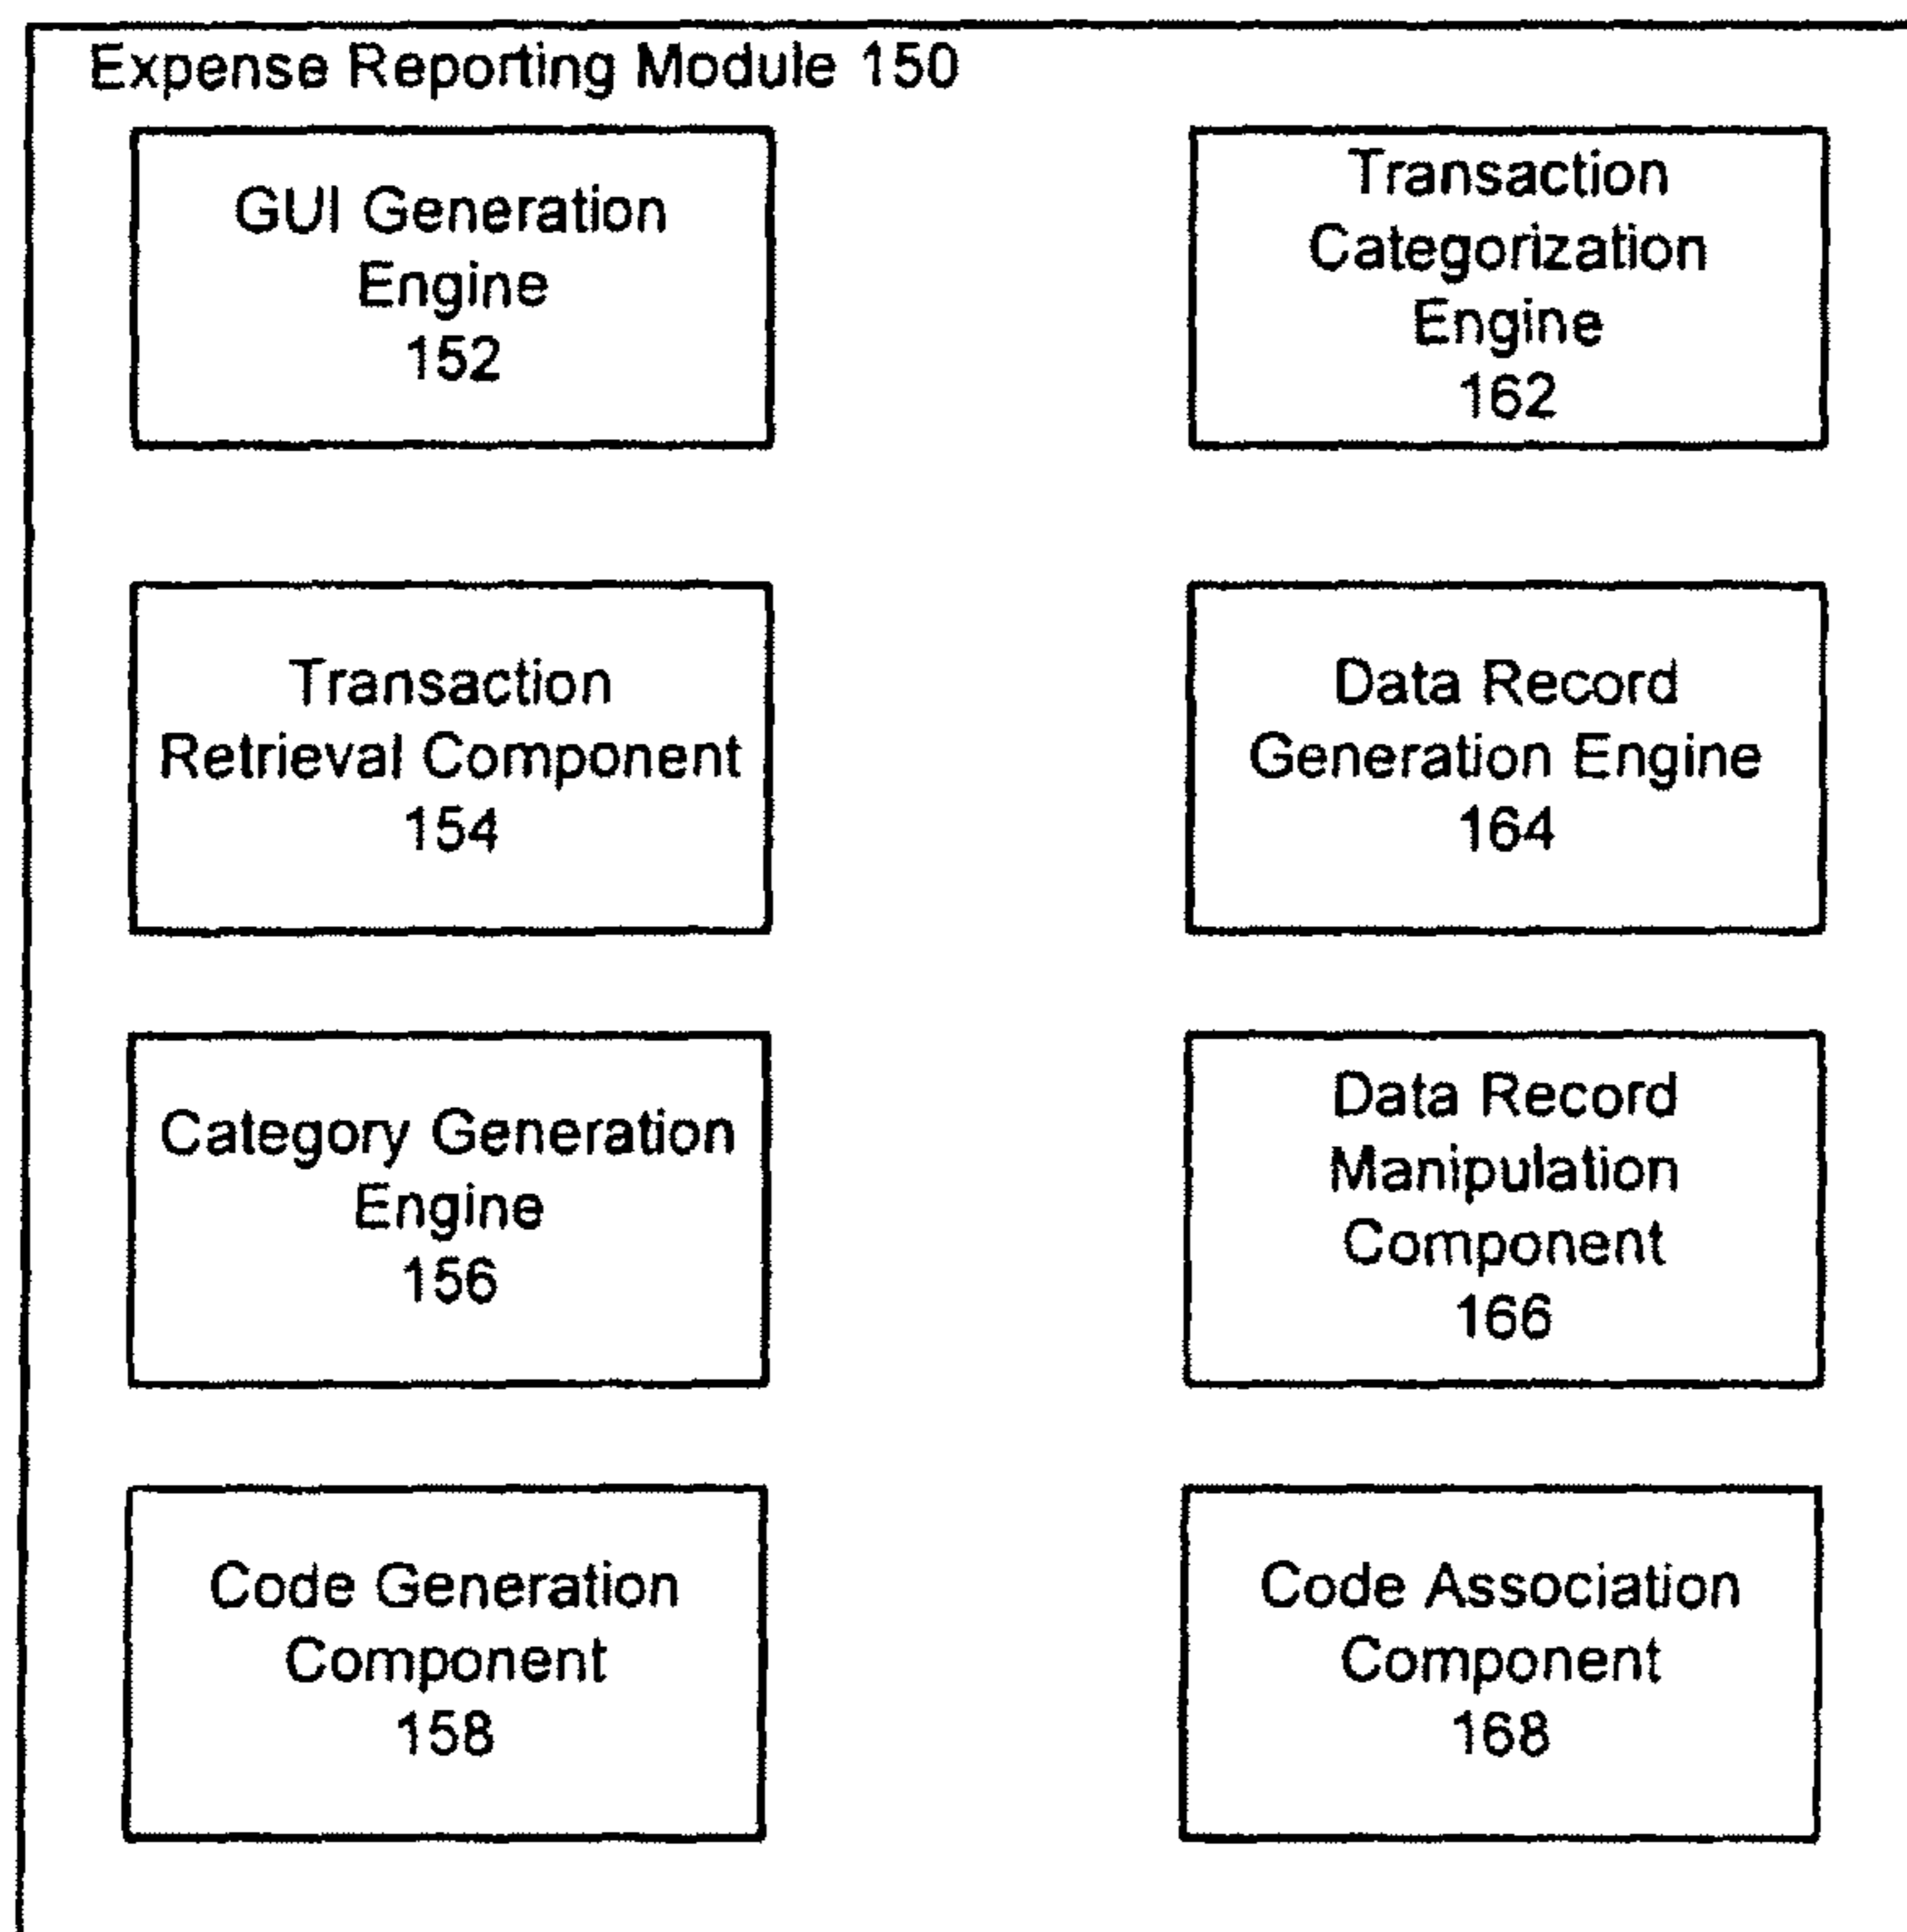 Expense Reporting Module 150
GUI Generation
Engine
152
Transaction
Categorization
Engine
162
Transaction
Retrieval Component
154
Data Record
Generation Engine
164
Category Generation
Engine
156
Data Record
Manipulation
Component
166
Code Generation
Component
158
Code Association
Component
168